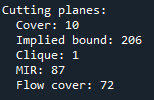 Cutting planes:
  Cover: 10
  Implied bound: 206
  Clique: 1
  MIR: 87
  Flow cover: 72